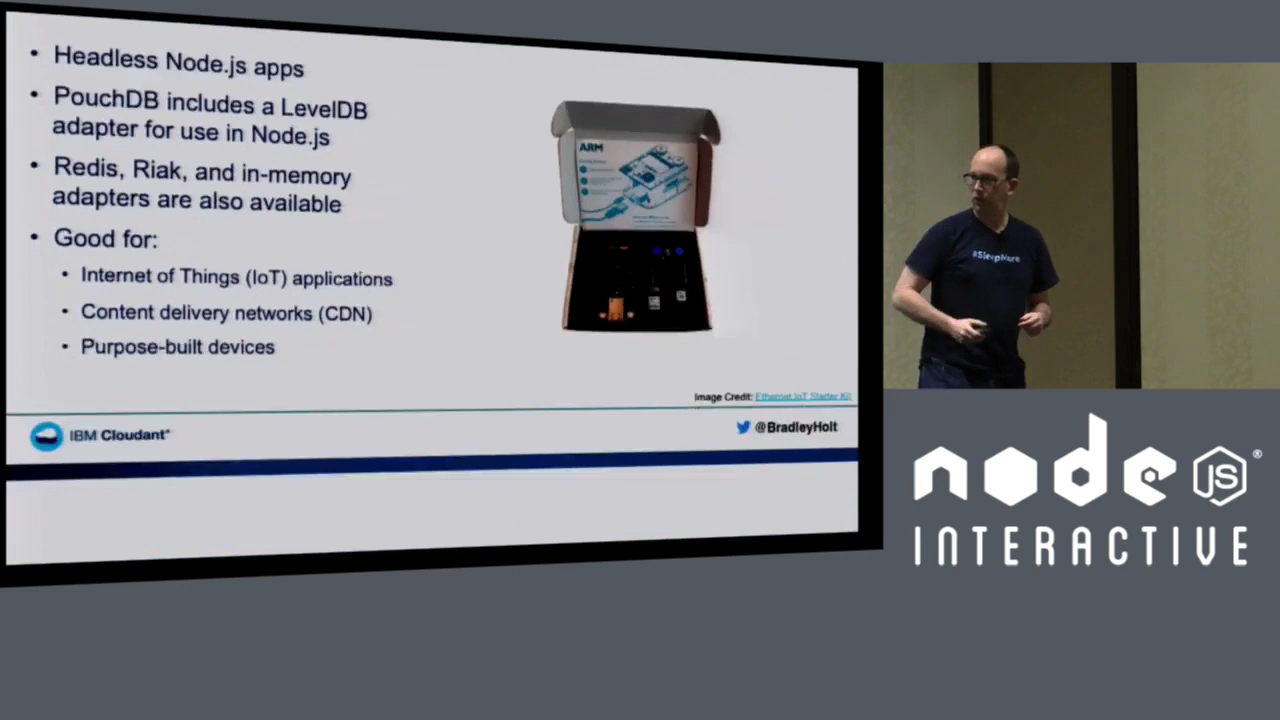 • Headless Node.js apps
• PouchDB includes a LevelDB
adapter for use in Node.js
• Redis, Riak, and in-memory
adapters are also available
• Good for:
• Internet of Things (IoT) applications
• Content delivery networks (CDN)
• Purpose-built devices
ARM
Image Credit: Ethernet IoT Starter Kit
IBM Cloudant®
@BradleyHolt
#SleepMore
node JS®
INTERACTIVE